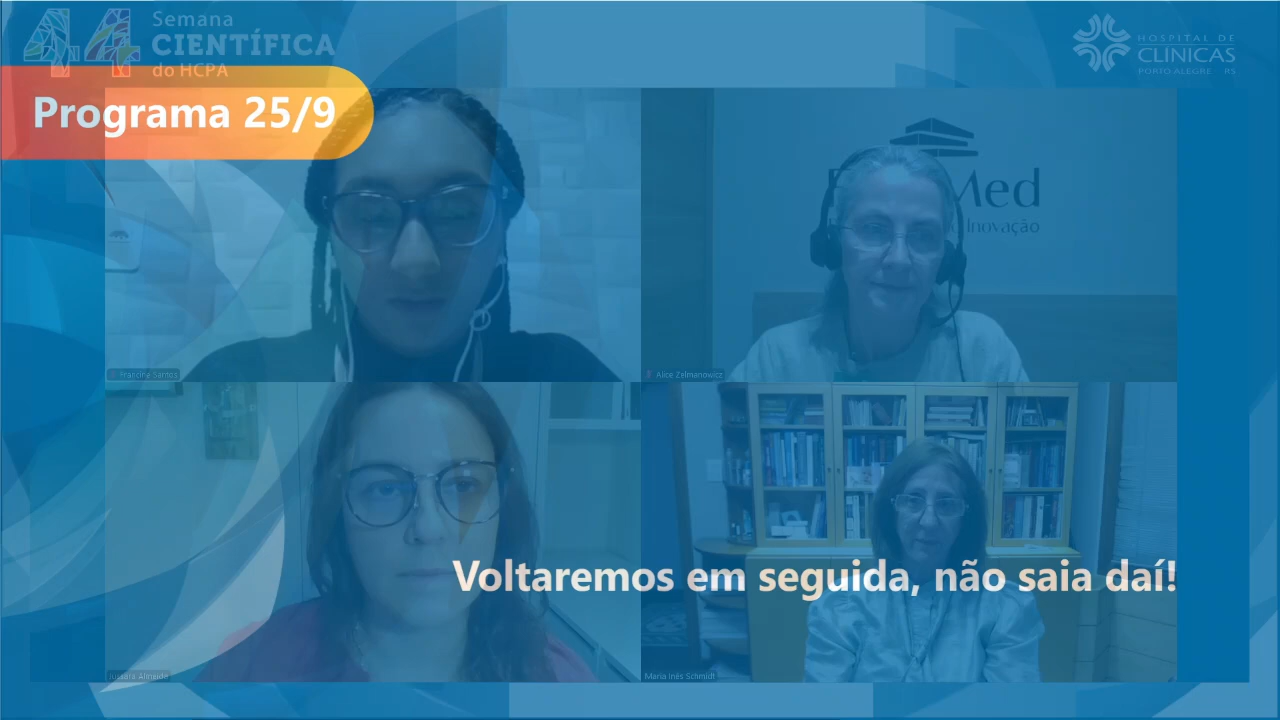 44
Semana
CIENTÍFICA
do HCPA
HOSPITAL DE
CLINICAS
PORTO ALEGRE RS
Programa 25/9
Med
Inovação
Francine Santos
Alice Zelmanowicz
Voltaremos em seguida, não saia daí!
Jussara Almeida
Maria Inês Schmidt